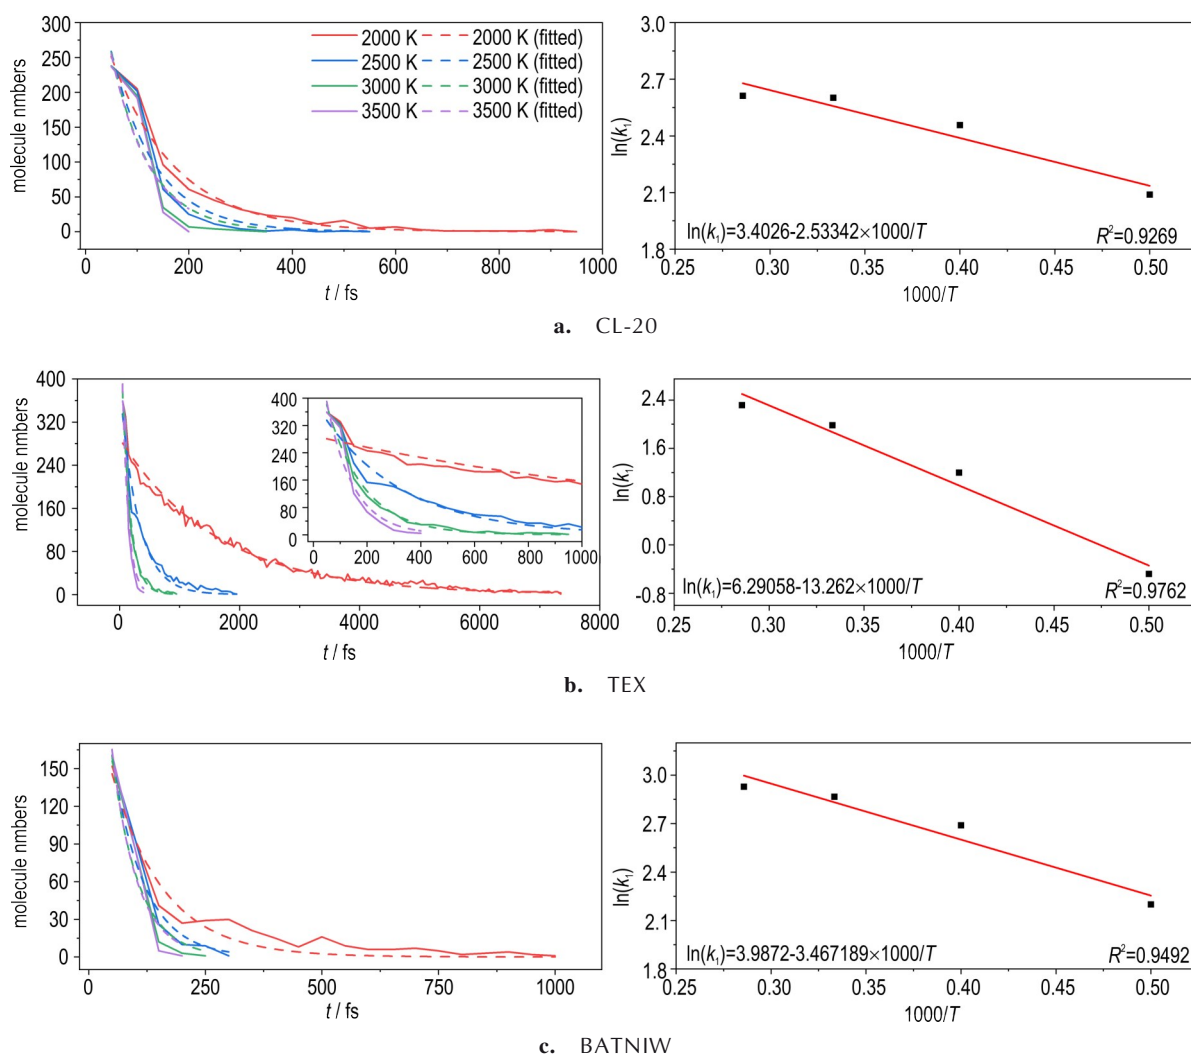 300
250
200
150
100
50
0
molecule nmbers
2000 K 2000 K (fitted)
2500 K 2500 K (fitted)
3000 K 3000 K (fitted)
3500 K 3500 K (fitted)
0 200 400 600 800 1000
t / fs
3.0
2.7
2.4
2.1
1.8
ln(k₁)
ln(k₁)=3.4026-2.53342×1000/T R²=0.9269
0.25 0.30 0.35 0.40 0.45 0.50
1000/T
a. CL-20
400
320
240
160
80
0
molecule nmbers
400
320
240
160
80
0
0 200 400 600 800 1000
0 2000 4000 6000 8000
t / fs
2.4
1.6
0.8
0.0
-0.8
ln(k₁)
ln(k₁)=6.29058-13.262×1000/T R²=0.9762
0.25 0.30 0.35 0.40 0.45 0.50
1000/T
b. TEX
150
120
90
60
30
0
molecule nmbers
0 250 500 750 1000
t / fs
3.0
2.7
2.4
2.1
1.8
ln(k₁)
ln(k₁)=3.9872-3.467189×1000/T R²=0.9492
0.25 0.30 0.35 0.40 0.45 0.50
1000/T
c. BATNIW